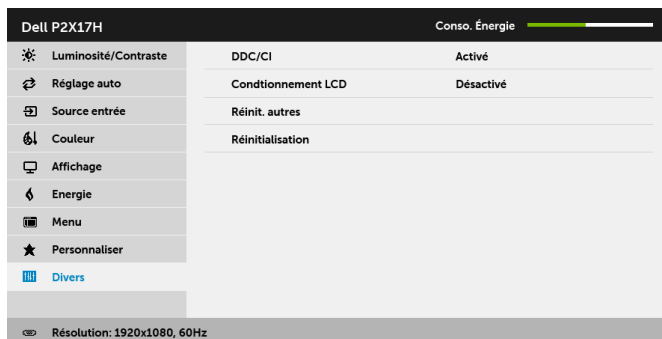 Dell P2X17H Conso. Énergie
Luminosité/Contraste DDC/CI Activé
Réglage auto Condtionnement LCD Désactivé
Source entrée Réinit. autres
Couleur Réinitialisation
Affichage
Energie
Menu
Personnaliser
Divers
Résolution: 1920x1080, 60Hz